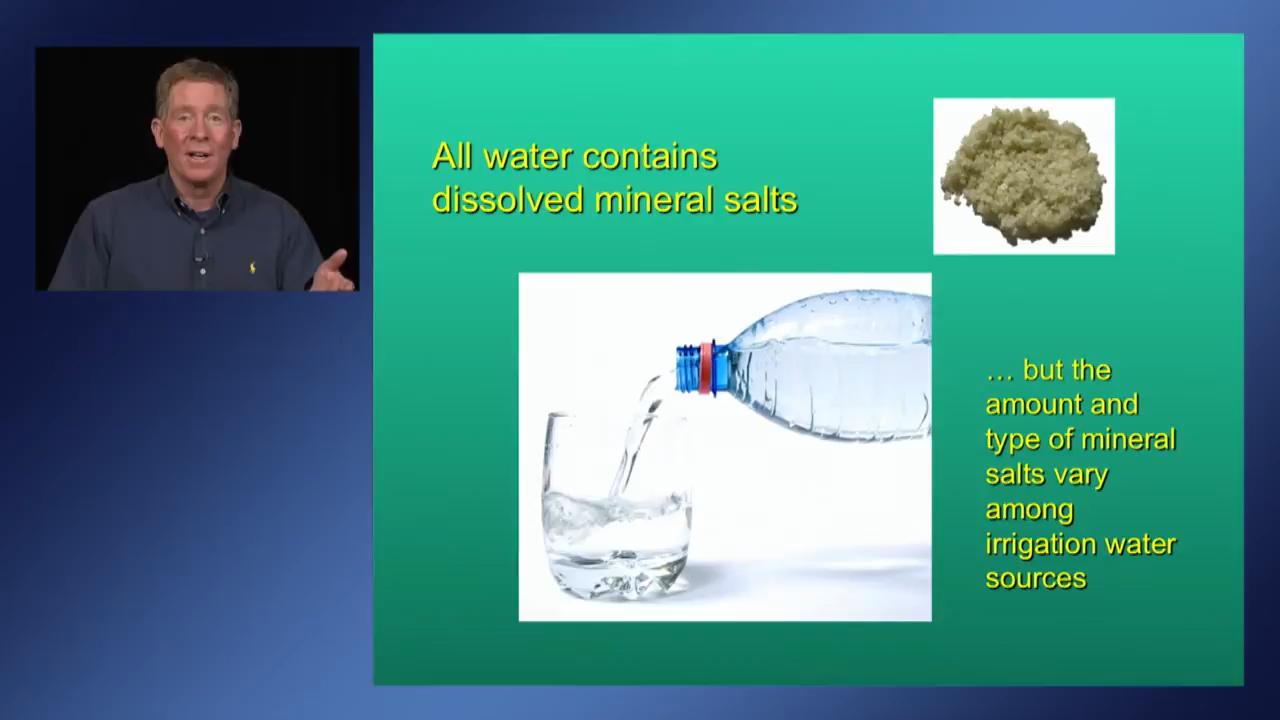 All water contains
dissolved mineral salts
… but the
amount and
type of mineral
salts vary
among
irrigation water
sources